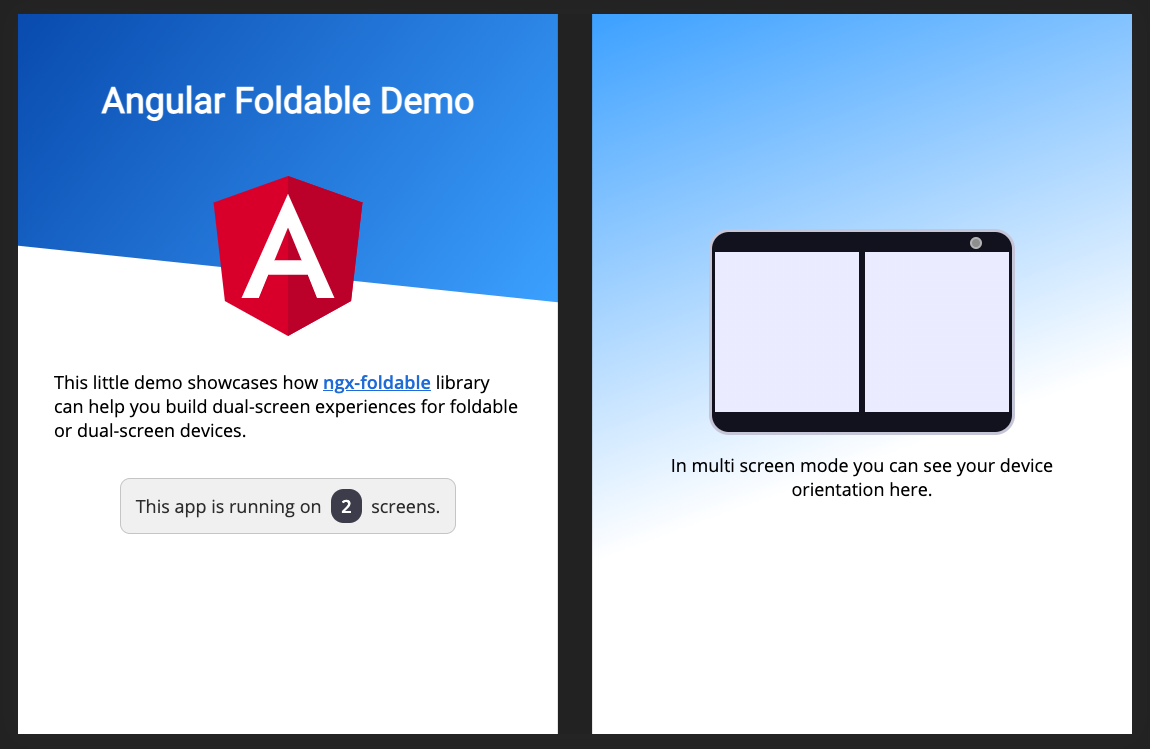 Angular Foldable Demo
A
This little demo showcases how ngx-foldable library
can help you build dual-screen experiences for foldable
or dual-screen devices.
This app is running on 2 screens.
In multi screen mode you can see your device
orientation here.